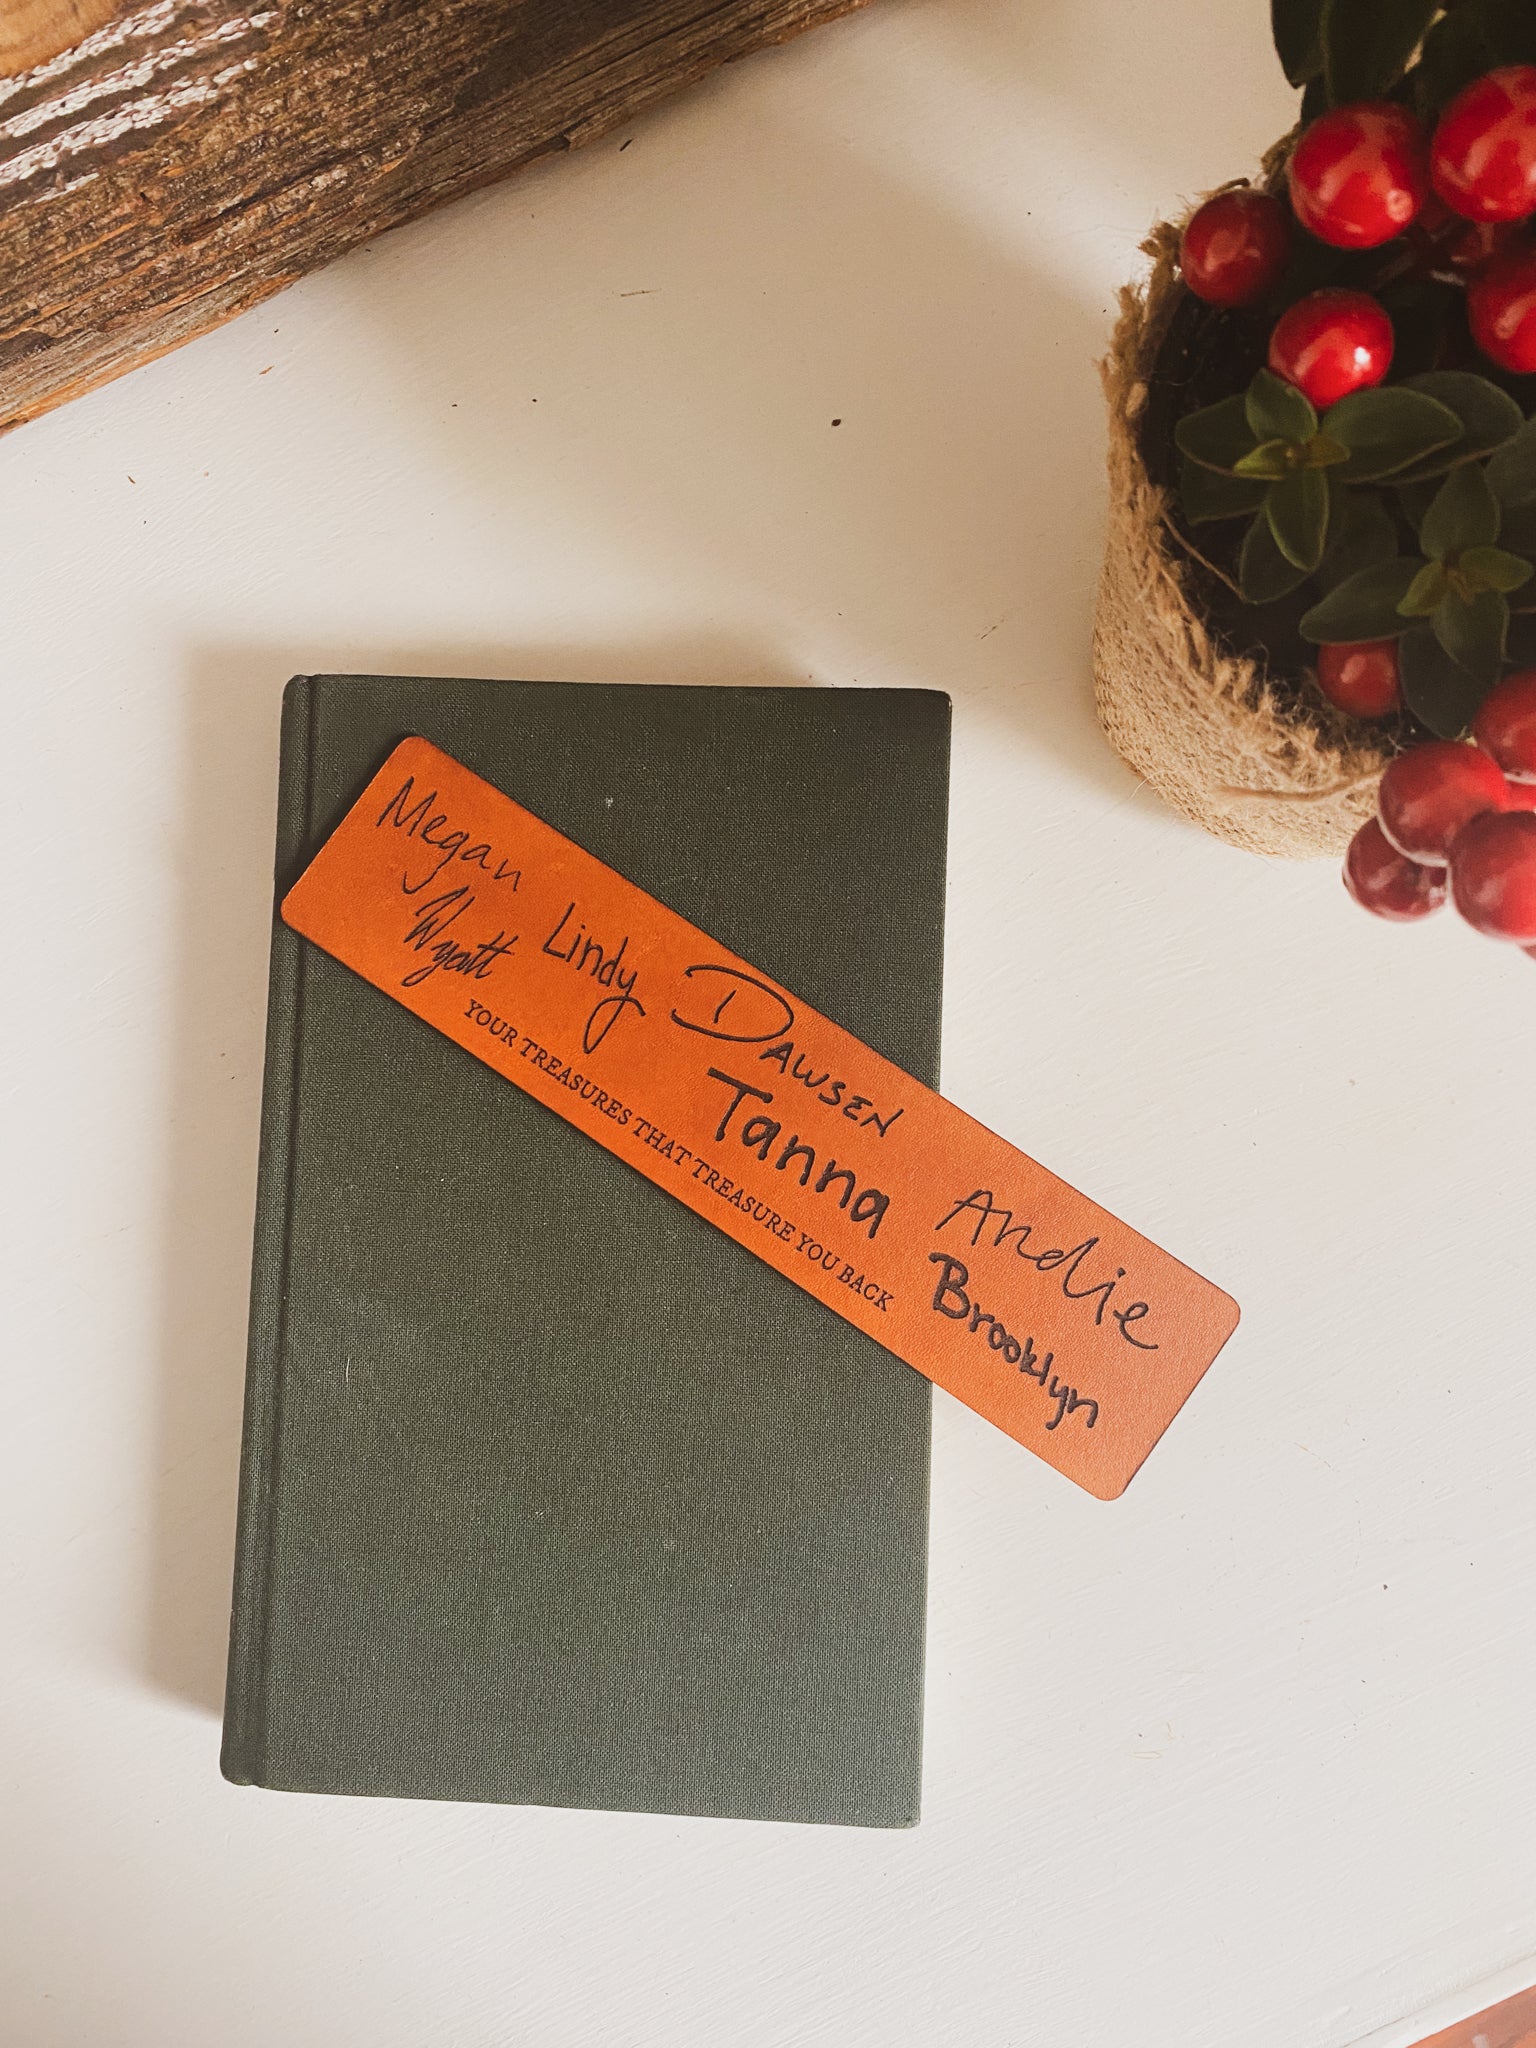 Megan
Wyatt
Lindy
DAWSEN
Tanna
Andie
Brooklyn
YOUR TREASURES THAT TREASURE YOU BACK